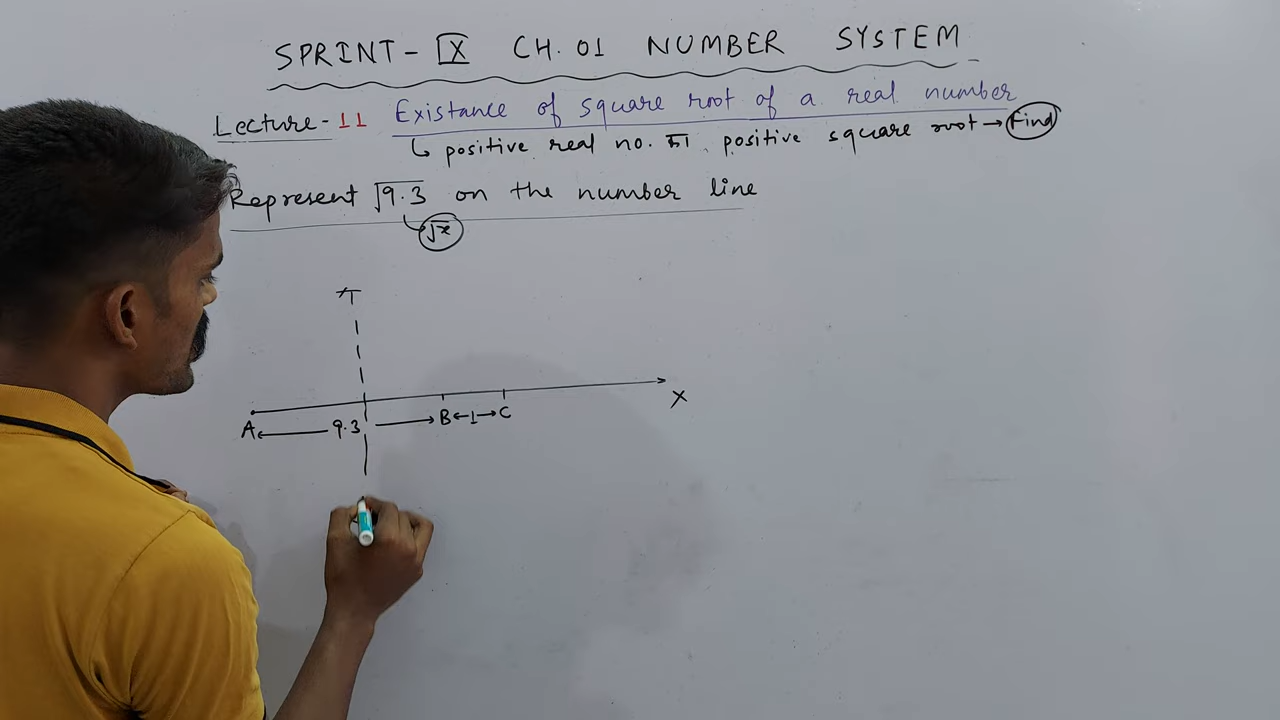 SPRINT-IX CH.01 NUMBER SYSTEM
Lecture-11 Existance of square root of a real number
↳ positive real no. का positive square root → Find
Represent √9.3 on the number line
√x
A ← 9.3 → B ←1→ C
X